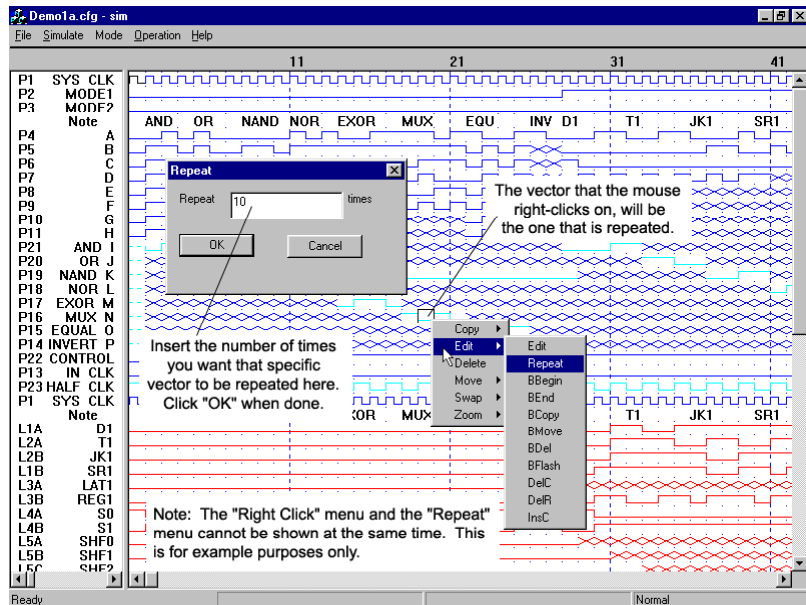 Demo1a.cfg - sim
File Simulate Mode Operation Help
11 21 31 41
P1 SYS CLK
P2 MODE1
P3 MODE2
Note AND OR NAND NOR EXOR MUX EQU INV D1 T1 JK1 SR1
P4 A
P5 B
P6 C
P7 D
P8 E
P9 F
P10 G
P11 H
P21 AND I
P20 OR J
P19 NAND K
P18 NOR L
P17 EXOR M
P16 MUX N
P15 EQUAL O
P14 INVERT P
P22 CONTROL
P13 IN CLK
P23 HALF CLK
P1 SYS CLK
Note XOR MUX T1 JK1 SR1
L1A D1
L2A T1
L2B JK1
L1B SR1
L3A LAT1
L3B REG1
L4A S0
L4B S1
L5A SHF0
L5B SHF1
L5C SHF2
Repeat
Repeat 10 times
OK Cancel
The vector that the mouse
right-clicks on, will be
the one that is repeated.
Insert the number of times
you want that specific
vector to be repeated here.
Click "OK" when done.
Copy
Edit
Delete
Move
Swap
Zoom
Edit
Repeat
BBegin
BEnd
BCopy
BMove
BDel
BFlash
DelC
DelR
InsC
Note: The "Right Click" menu and the "Repeat"
menu cannot be shown at the same time. This
is for example purposes only.
Ready Normal